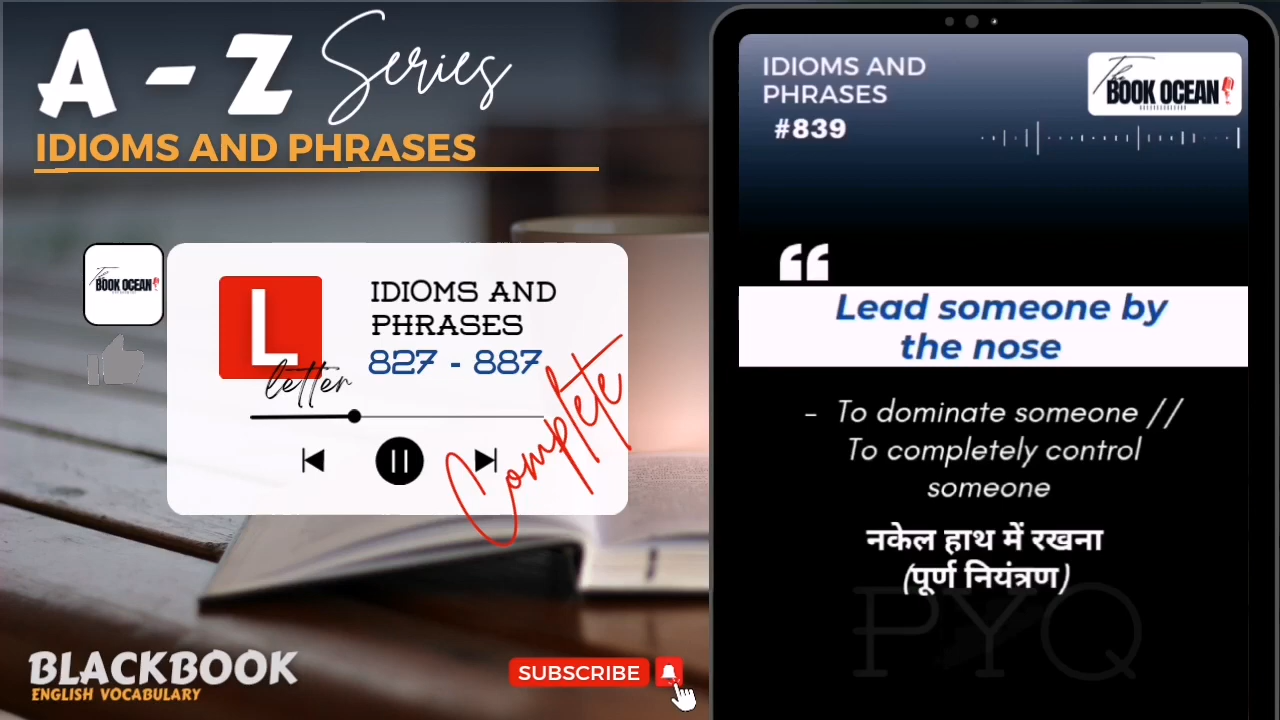 A - Z Series
IDIOMS AND PHRASES
The BOOK OCEAN
L
letter
IDIOMS AND
PHRASES
827 - 887
Complete
BLACKBOOK
ENGLISH VOCABULARY
SUBSCRIBE
IDIOMS AND
PHRASES
#839
The BOOK OCEAN
Lead someone by
the nose
- To dominate someone //
To completely control
someone
नकेल हाथ में रखना
(पूर्ण नियंत्रण)
PYQ